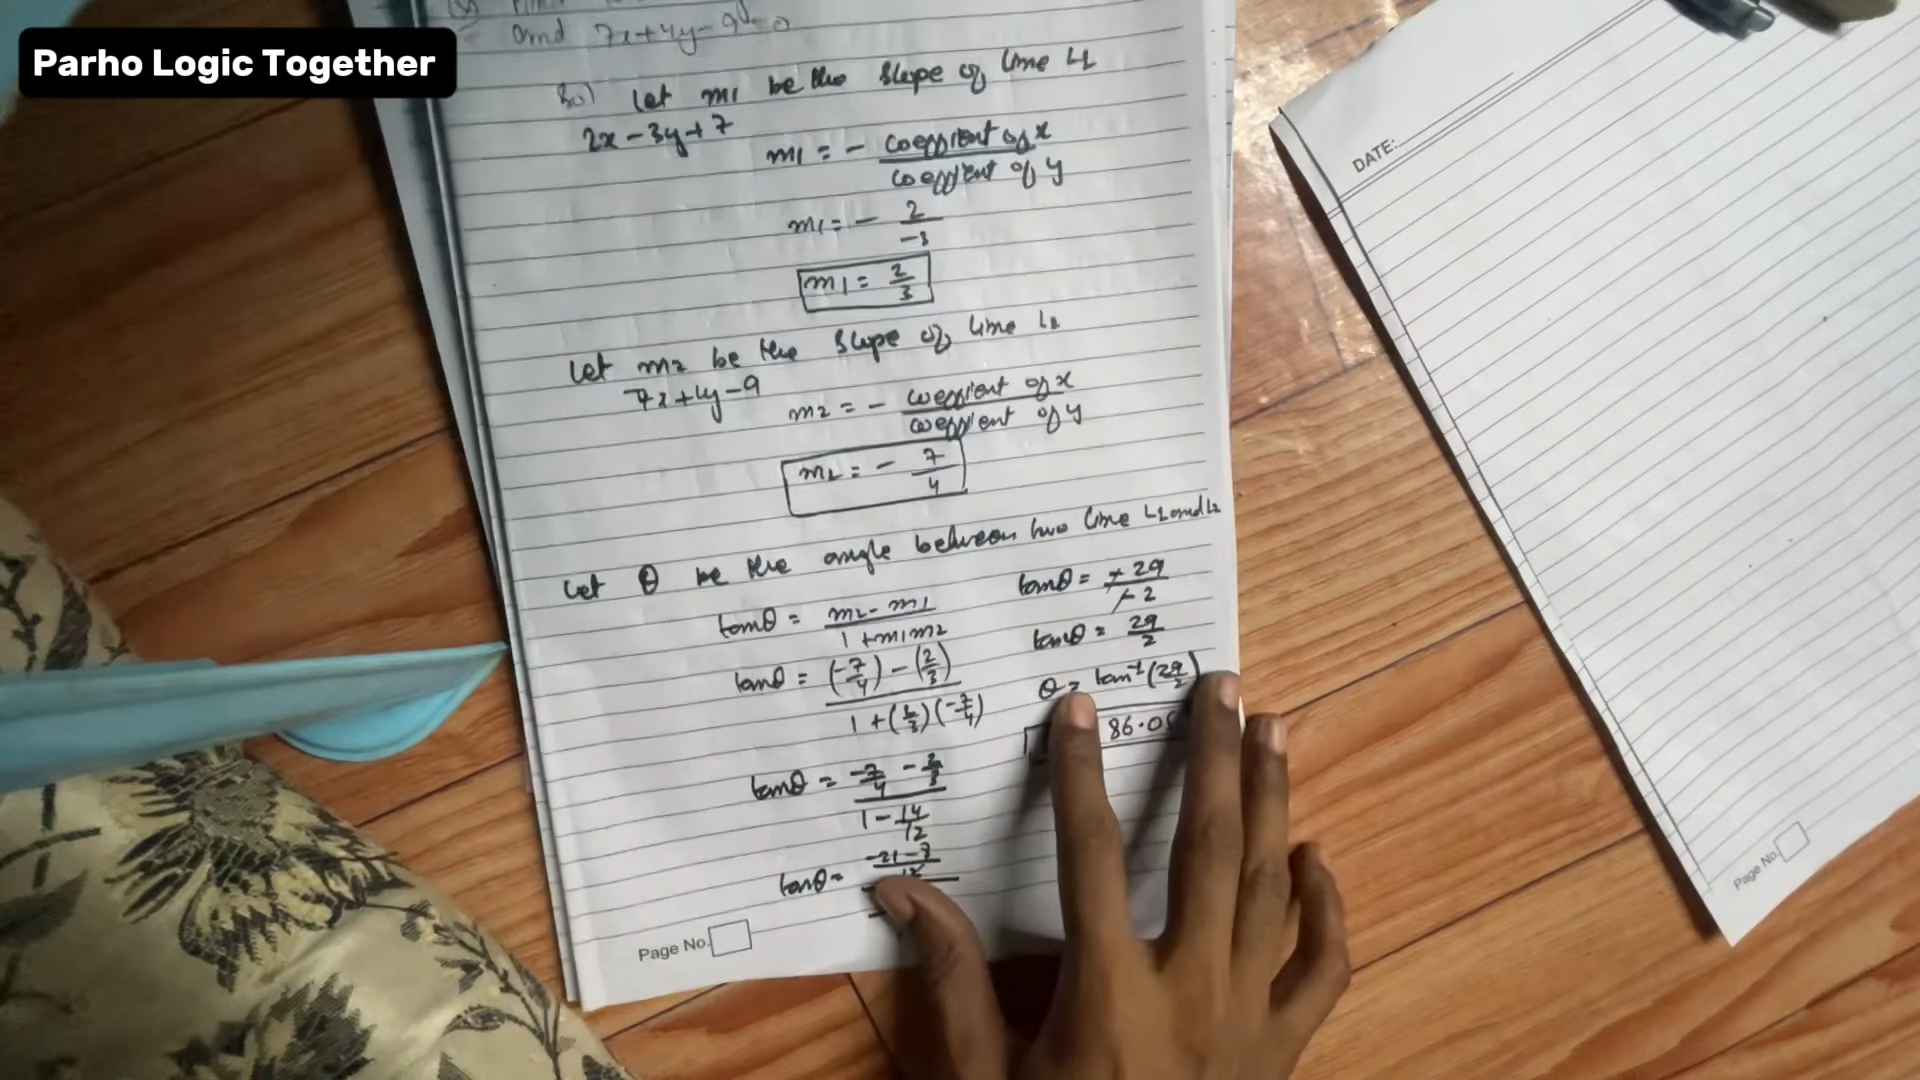 Parho Logic Together
and 7x+4y-9=0
Sol Let m1 be the slope of line L1
2x-3y+7
m1 = - coefficient of x / coefficient of y
m1 = - 2/-3
m1 = 2/3
Let m2 be the slope of line L2
7x+4y-9
m2 = - coefficient of x / coefficient of y
m2 = - 7/4
Let θ be the angle between two line L1 and L2
tanθ = m2-m1 / 1+m1m2
tanθ = (-7/4) - (2/3) / 1+(2/3)(-7/4)
tanθ = -7/4 - 2/3 / 1 - 14/12
tanθ = -21-8 / 12
tanθ = -29/-2
tanθ = 29/2
θ = tan⁻¹(29/2)
86.0
Page No.
DATE:
Page No.